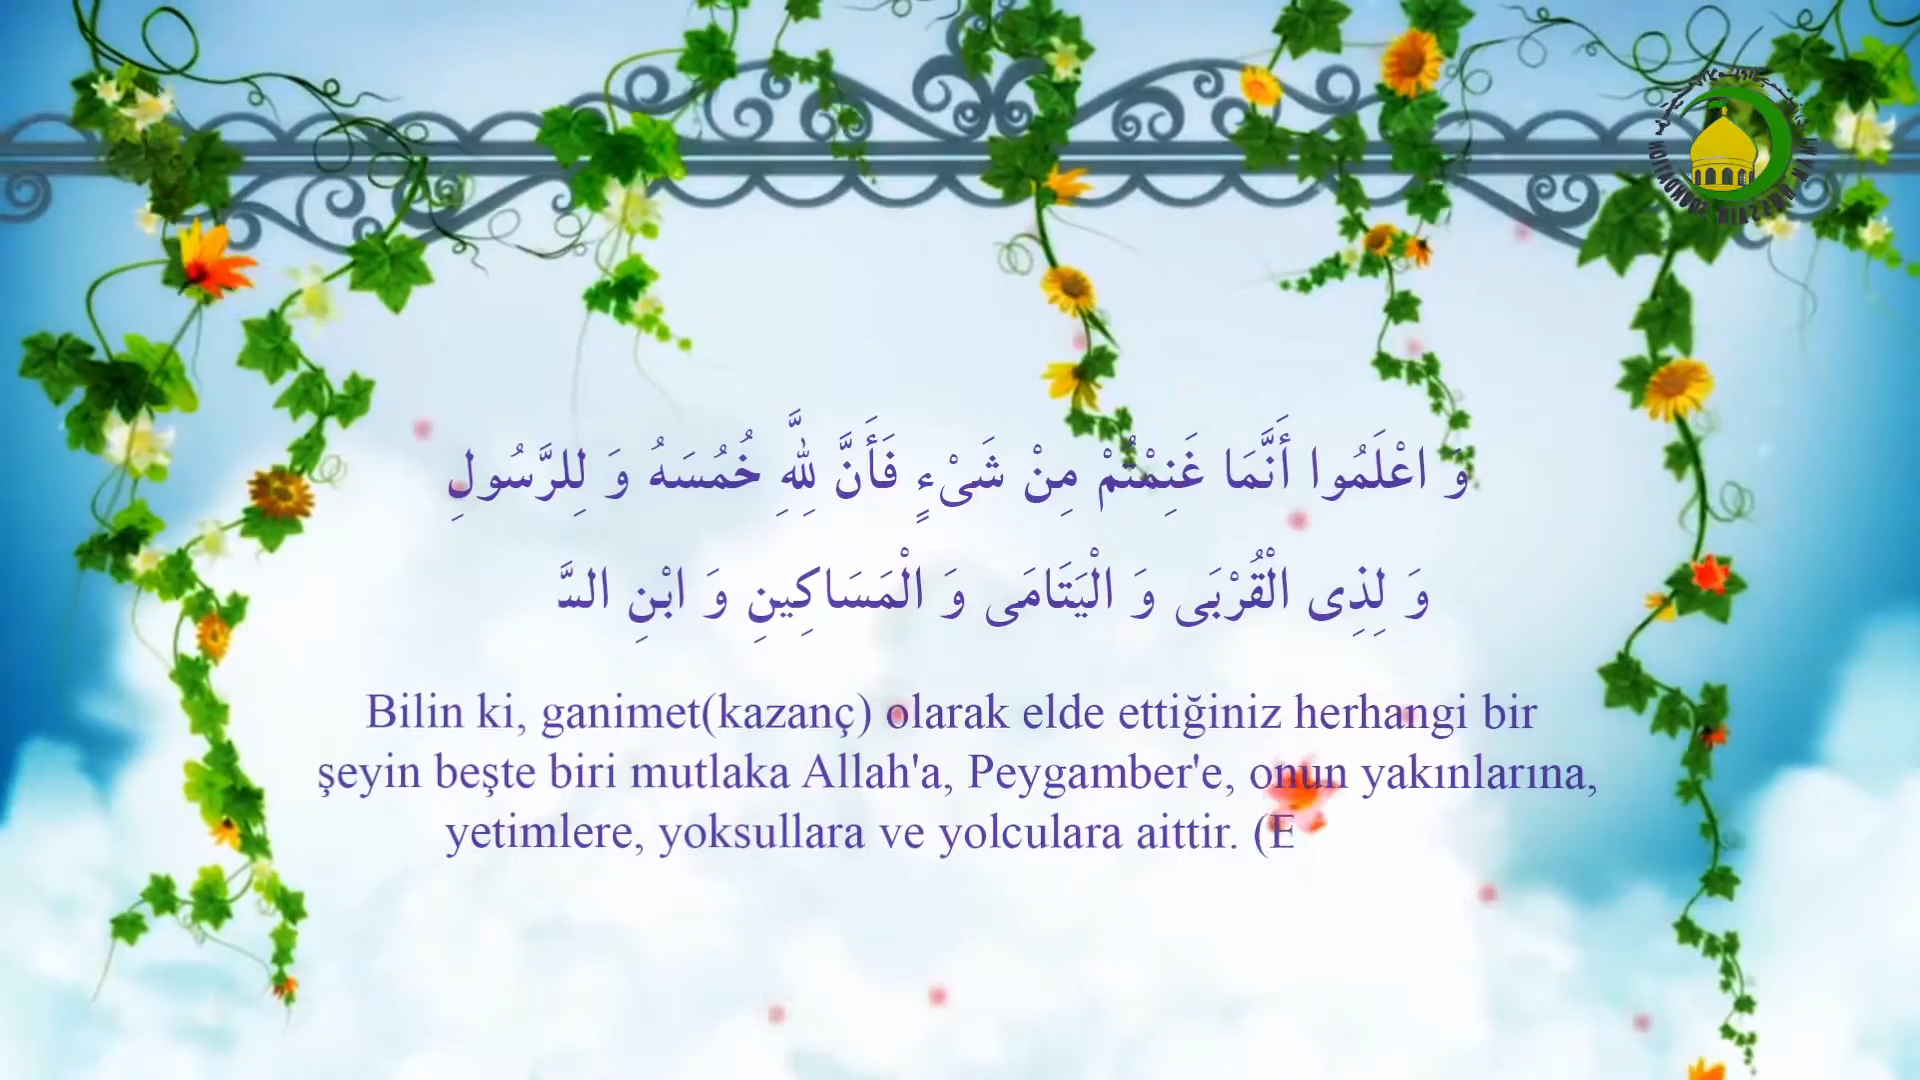 وَ اعْلَمُوا أَنَّمَا غَنِمْتُمْ مِنْ شَىْءٍ فَأَنَّ لِلَّهِ خُمُسَهُ وَ لِلرَّسُولِ
وَ لِذِى الْقُرْبَى وَ الْيَتَامَى وَ الْمَسَاكِينِ وَ ابْنِ السَّ
Bilin ki, ganimet(kazanç) olarak elde ettiğiniz herhangi bir
şeyin beşte biri mutlaka Allah'a, Peygamber'e, onun yakınlarına,
yetimlere, yoksullara ve yolculara aittir. (E